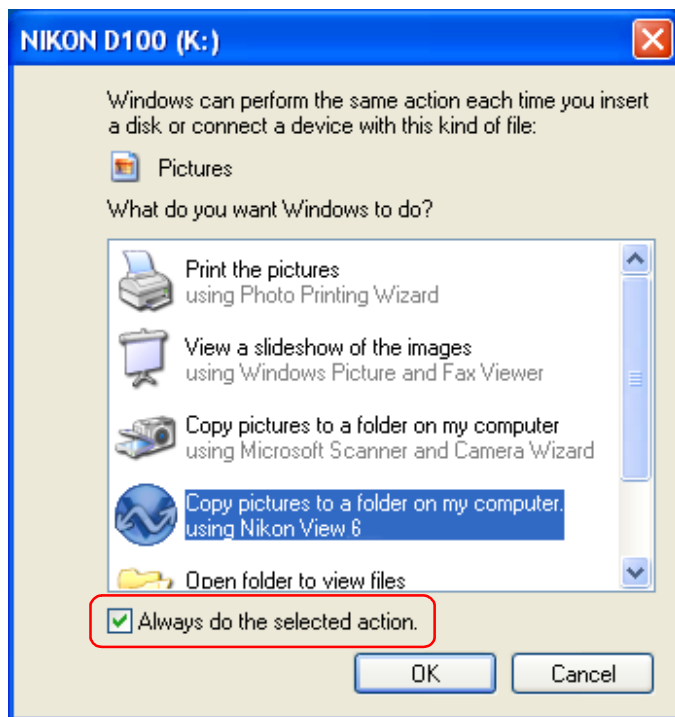 NIKON D100 (K:)
Windows can perform the same action each time you insert
a disk or connect a device with this kind of file:
Pictures
What do you want Windows to do?
Print the pictures
using Photo Printing Wizard
View a slideshow of the images
using Windows Picture and Fax Viewer
Copy pictures to a folder on my computer
using Microsoft Scanner and Camera Wizard
Copy pictures to a folder on my computer.
using Nikon View 6
Open folder to view files
Always do the selected action.
OK
Cancel